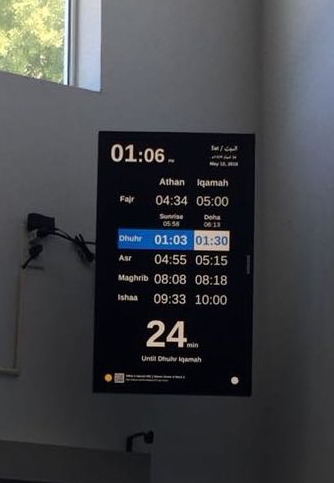 01:06 PM
السبت / Sat
May 12, 2018
Athan Iqamah
Fajr 04:34 05:00
Sunrise Doha
05:58 06:13
Dhuhr 01:03 01:30
Asr 04:55 05:15
Maghrib 08:08 08:18
Ishaa 09:33 10:00
24 min
Until Dhuhr Iqamah